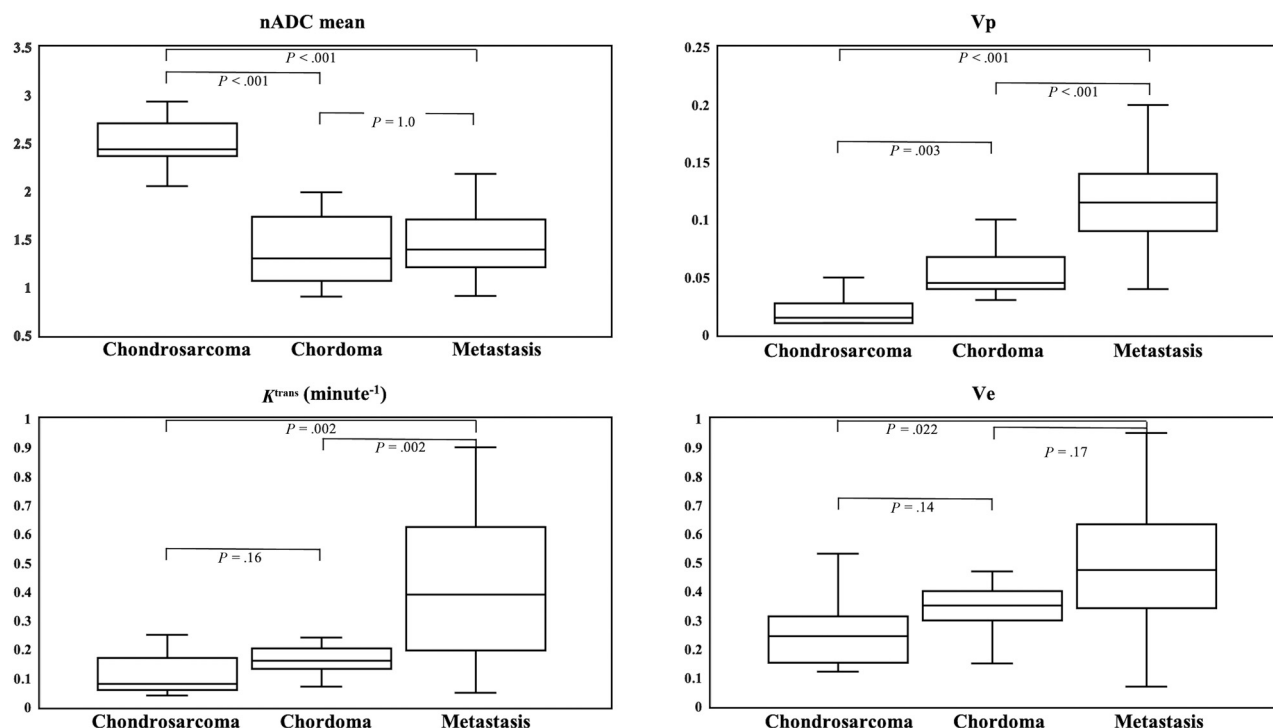 nADC mean
3.5
3
2.5
2
1.5
1
0.5
P < .001
P < .001
P = 1.0
Chondrosarcoma Chordoma Metastasis
Vp
0.25
0.2
0.15
0.1
0.05
0
P < .001
P < .001
P = .003
Chondrosarcoma Chordoma Metastasis
Kᵗʳᵃⁿˢ (minute⁻¹)
1
0.9
0.8
0.7
0.6
0.5
0.4
0.3
0.2
0.1
0
P = .002
P = .002
P = .16
Chondrosarcoma Chordoma Metastasis
Ve
1
0.9
0.8
0.7
0.6
0.5
0.4
0.3
0.2
0.1
0
P = .022
P = .17
P = .14
Chondrosarcoma Chordoma Metastasis